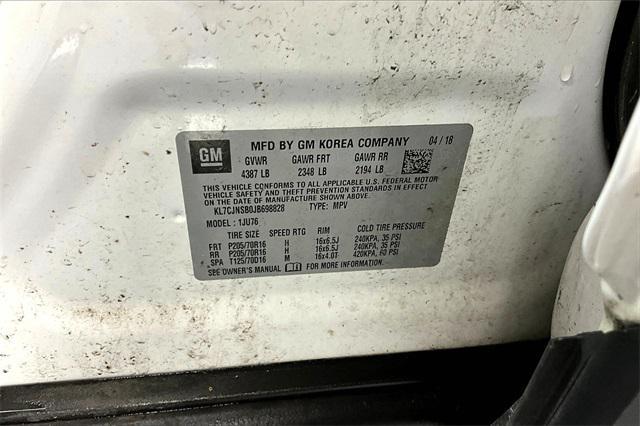 GM
MFD BY GM KOREA COMPANY 04 / 18
GVWR GAWR FRT GAWR RR
4387 LB 2348 LB 2194 LB
THIS VEHICLE CONFORMS TO ALL APPLICABLE U.S. FEDERAL MOTOR
VEHICLE SAFETY AND THEFT PREVENTION STANDARDS IN EFFECT
ON THE DATE OF MANUFACTURE SHOWN ABOVE.
KL7CJNSB0JB698828 TYPE: MPV
MODEL : 1JU76
TIRE SIZE SPEED RTG RIM COLD TIRE PRESSURE
FRT P205/70R16 H 16x6.5J 240KPA, 35 PSI
RR P205/70R16 H 16x6.5J 240KPA, 35 PSI
SPA T125/70D16 M 16x4.0T 420KPA, 60 PSI
SEE OWNER'S MANUAL FOR MORE INFORMATION.